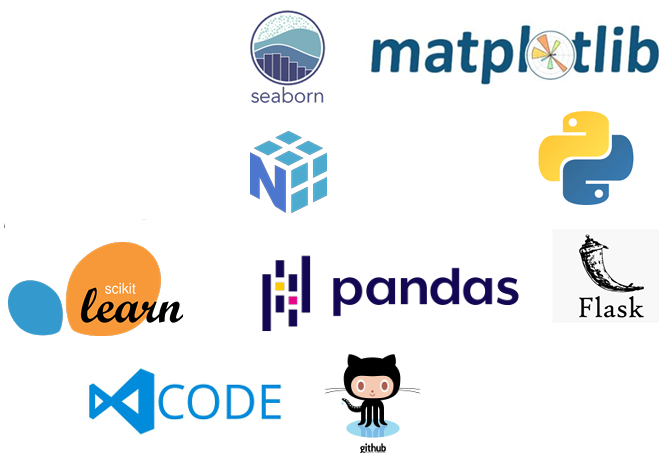 seaborn
matplotlib
N
scikit
learn
pandas
Flask
CODE
github